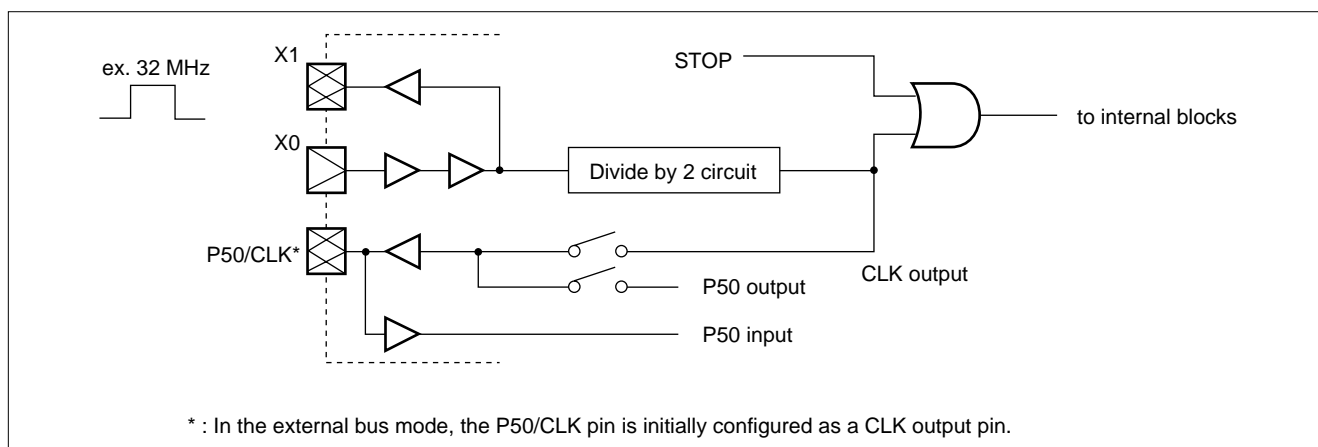 X1
ex. 32 MHz
STOP
to internal blocks
X0
Divide by 2 circuit
P50/CLK*
CLK output
P50 output
P50 input
* : In the external bus mode, the P50/CLK pin is initially configured as a CLK output pin.